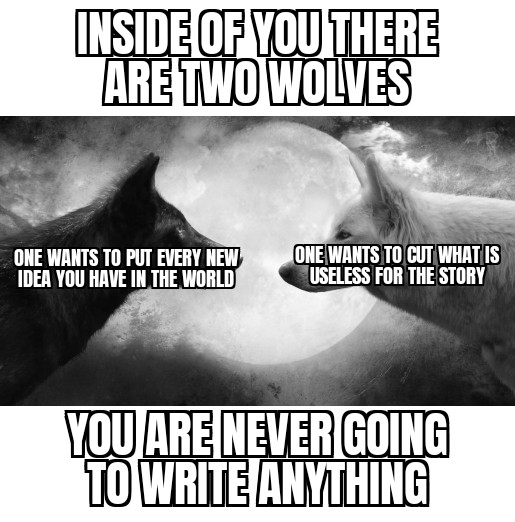 INSIDE OF YOU THERE
ARE TWO WOLVES
ONE WANTS TO PUT EVERY NEW
IDEA YOU HAVE IN THE WORLD
ONE WANTS TO CUT WHAT IS
USELESS FOR THE STORY
YOU ARE NEVER GOING
TO WRITE ANYTHING